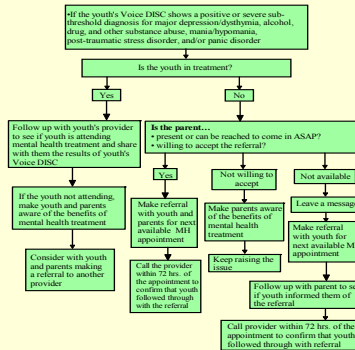 •If the youth's Voice DISC shows a positive or severe sub-
threshold diagnosis for major depression/dysthymia, alcohol,
drug, and other substance abuse, mania/hypomania,
post-traumatic stress disorder, and/or panic disorder
Is the youth in treatment?
Yes
No
Follow up with youth's provider
to see if youth is attending
mental health treatment and share
with them the results of youth's
Voice DISC
If the youth not attending,
make youth and parents
aware of the benefits of
mental health treatment
Consider with youth
and parents making
a referral to another
provider
Is the parent…
• present or can be reached to come in ASAP?
• willing to accept the referral?
Yes
Make referral
with youth and
parents for next
available MH
appointment
Call the provider
within 72 hrs. of
the appointment to
confirm that youth
followed through
with the referral
Not willing to
accept
Make parents aware
of the benefits of
mental health
treatment
Keep raising the
issue
Not available
Leave a message
Make referral
with youth for
next available M
appointment
Follow up with parent to se
if youth informed them of
the referral
Call provider within 72 hrs. of the
appointment to confirm that youth
followed through with referral